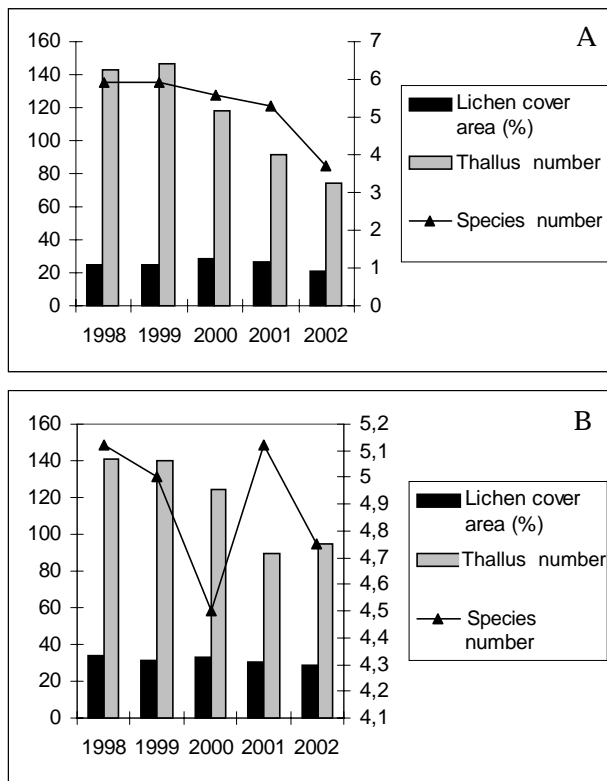 A
160
140
120
100
80
60
40
20
0
7
6
5
4
3
2
1
0
1998 1999 2000 2001 2002
Lichen cover
area (%)
Thallus number
Species number
B
160
140
120
100
80
60
40
20
0
5,2
5,1
5
4,9
4,8
4,7
4,6
4,5
4,4
4,3
4,2
4,1
1998 1999 2000 2001 2002
Lichen cover
area (%)
Thallus number
Species
number